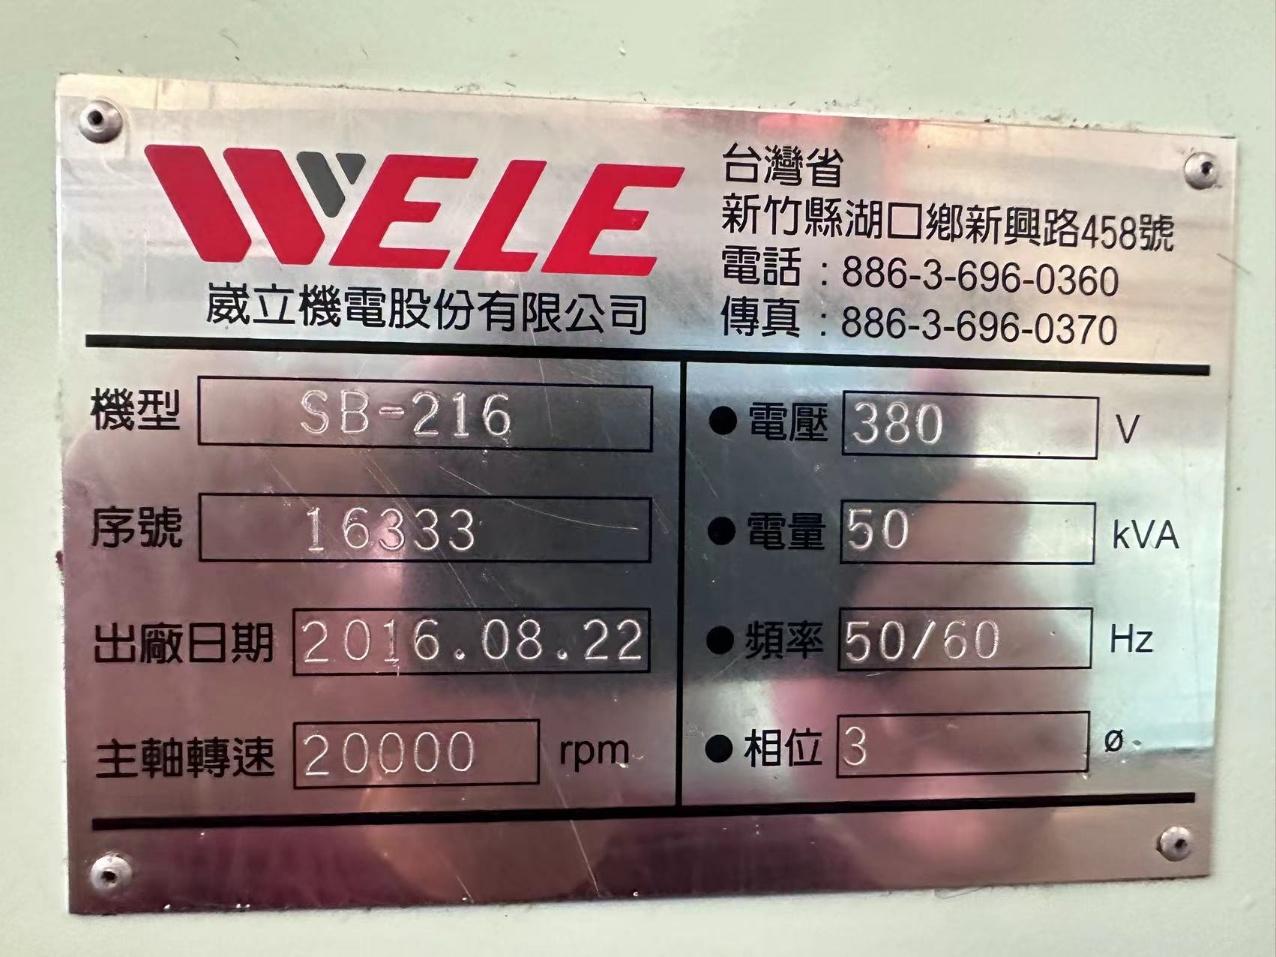 WELE
崴立機電股份有限公司
台灣省
新竹縣湖口鄉新興路458號
電話：886-3-696-0360
傳真：886-3-696-0370
機型 SB-216
序號 16333
出廠日期 2016.08.22
主軸轉速 20000 rpm
●電壓 380 V
●電量 50 kVA
●頻率 50/60 Hz
●相位 3 ø